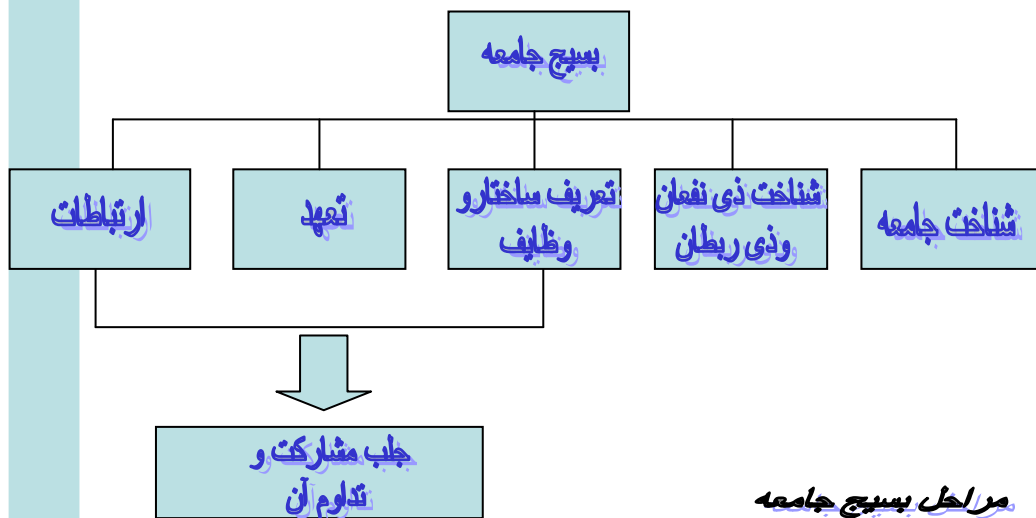 بسیج جامعه
شناخت جامعه
شناخت ذی نفعان
وذی ربطان
تعریف ساختارو
وظایف
تعهد
ارتباطات
جلب مشارکت و
تداوم آن
مراحل بسیج جامعه